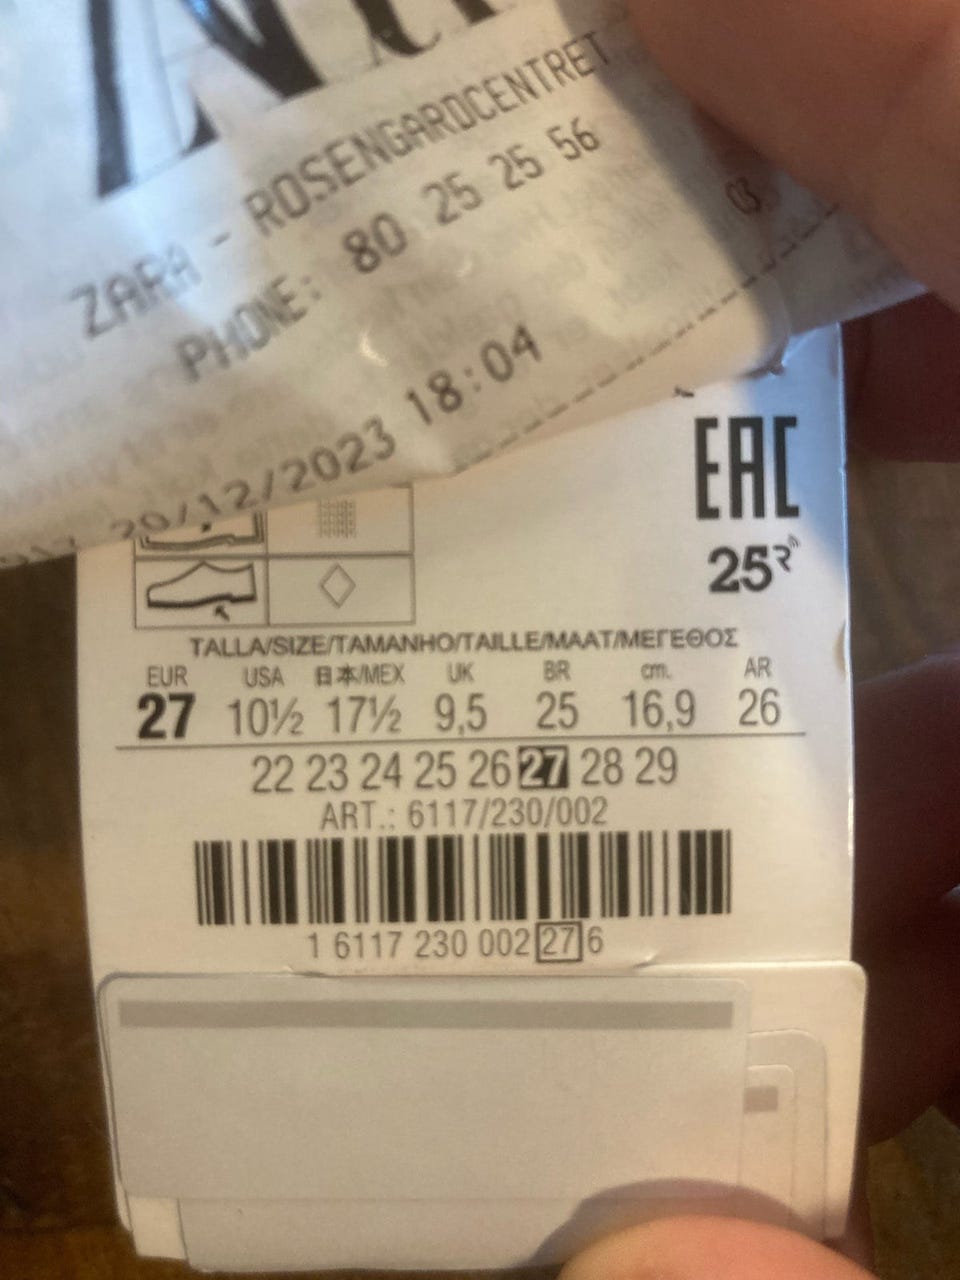 ZARA - ROSENGARDCENTRET
PHONE: 80 25 25 56
20/12/2023 18:04
03
EAC
25
TALLA/SIZE/TAMANHO/TAILLE/MAAT/ΜΕΓΕΘΟΣ
EUR USA 日本/MEX UK BR cm. AR
27 10½ 17½ 9,5 25 16,9 26
22 23 24 25 26 27 28 29
ART.: 6117/230/002
1 6117 230 002 27 6